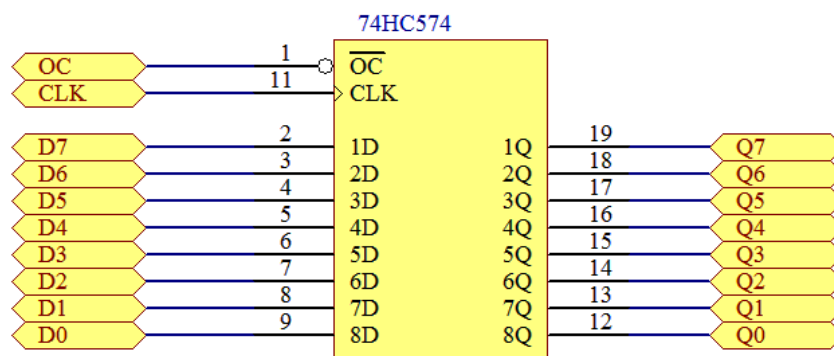 74HC574
OC 1 OC
CLK 11 CLK
D7 2 1D 1Q 19 Q7
D6 3 2D 2Q 18 Q6
D5 4 3D 3Q 17 Q5
D4 5 4D 4Q 16 Q4
D3 6 5D 5Q 15 Q3
D2 7 6D 6Q 14 Q2
D1 8 7D 7Q 13 Q1
D0 9 8D 8Q 12 Q0